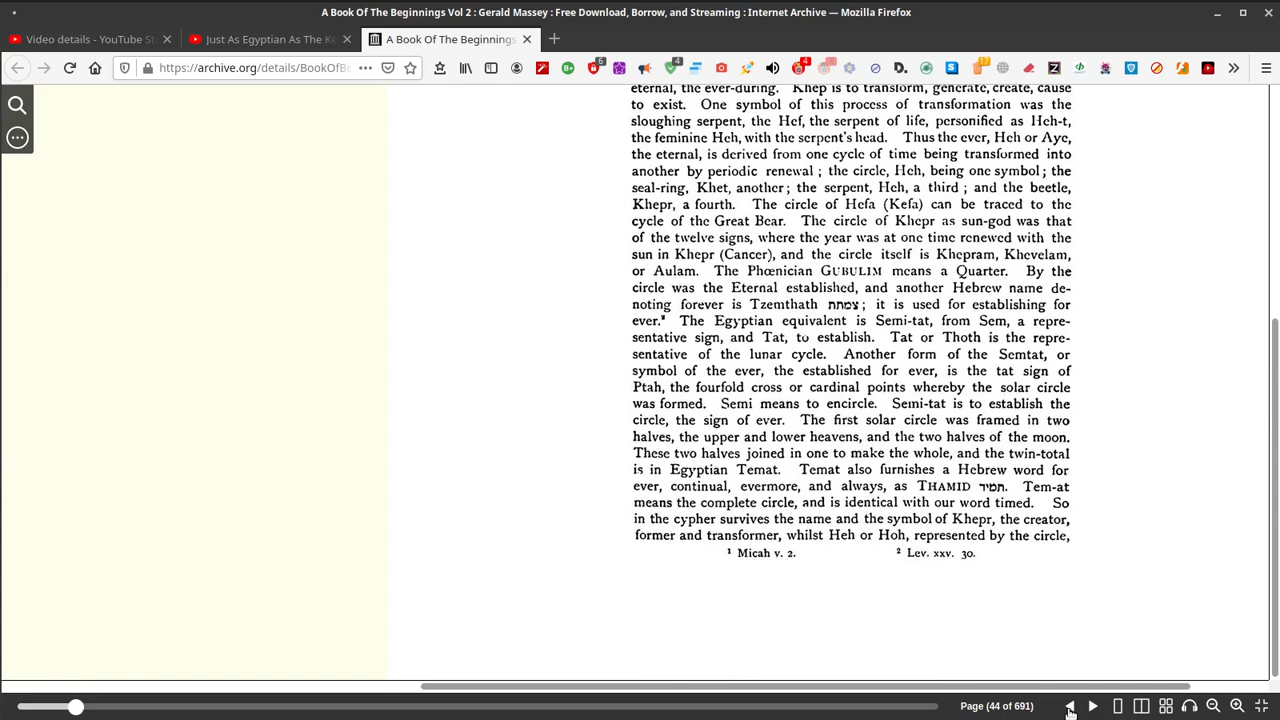 A Book Of The Beginnings Vol 2 : Gerald Massey : Free Download, Borrow, and Streaming : Internet Archive — Mozilla Firefox
Video details - YouTube St
Just As Egyptian As The Ke
A Book Of The Beginnings
https://archive.org/details/BookOfBe
eternal, the ever-during. Khep is to transform, generate, create, cause
to exist. One symbol of this process of transformation was the
sloughing serpent, the Hef, the serpent of life, personified as Heh-t,
the feminine Heh, with the serpent's head. Thus the ever, Heh or Aye,
the eternal, is derived from one cycle of time being transformed into
another by periodic renewal ; the circle, Heh, being one symbol ; the
seal-ring, Khet, another ; the serpent, Heh, a third ; and the beetle,
Khepr, a fourth. The circle of Hefa (Kefa) can be traced to the
cycle of the Great Bear. The circle of Khepr as sun-god was that
of the twelve signs, where the year was at one time renewed with the
sun in Khepr (Cancer), and the circle itself is Khepram, Khevelam,
or Aulam. The Phœnician GUBULIM means a Quarter. By the
circle was the Eternal established, and another Hebrew name de-
noting forever is Tzemthath צמתת ; it is used for establishing for
ever.² The Egyptian equivalent is Semi-tat, from Sem, a repre-
sentative sign, and Tat, to establish. Tat or Thoth is the repre-
sentative of the lunar cycle. Another form of the Semtat, or
symbol of the ever, the established for ever, is the tat sign of
Ptah, the fourfold cross or cardinal points whereby the solar circle
was formed. Semi means to encircle. Semi-tat is to establish the
circle, the sign of ever. The first solar circle was framed in two
halves, the upper and lower heavens, and the two halves of the moon.
These two halves joined in one to make the whole, and the twin-total
is in Egyptian Temat. Temat also furnishes a Hebrew word for
ever, continual, evermore, and always, as THAMID תמיד. Tem-at
means the complete circle, and is identical with our word timed. So
in the cypher survives the name and the symbol of Khepr, the creator,
former and transformer, whilst Heh or Hoh, represented by the circle,
¹ Micah v. 2. ² Lev. xxv. 30.
Page (44 of 691)